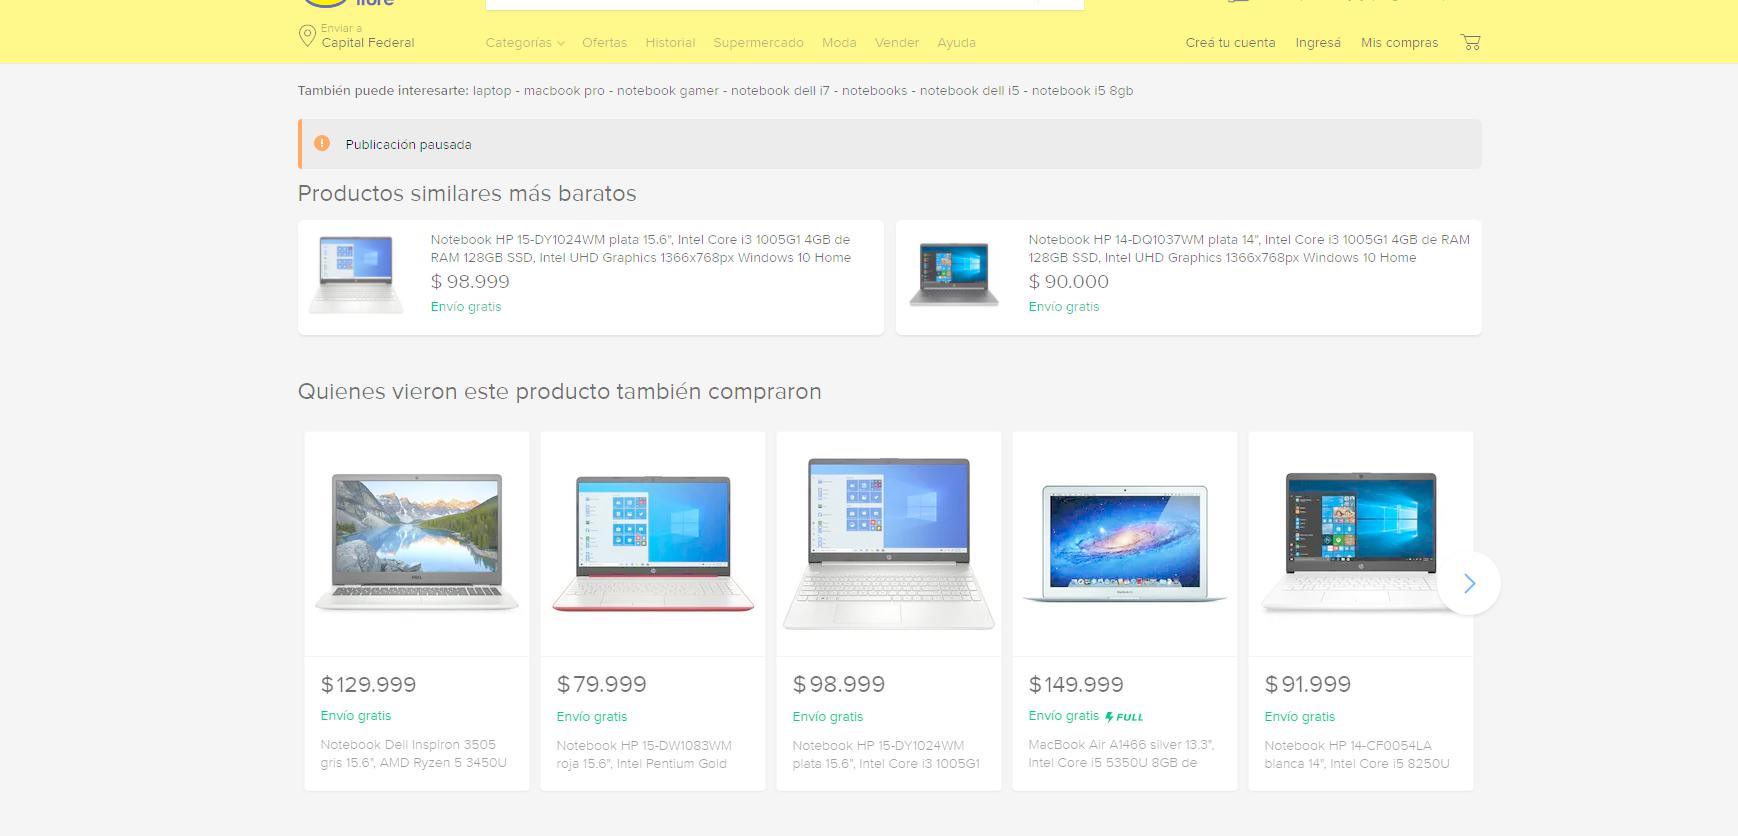 libre
Enviar a
Capital Federal
Categorías
Ofertas
Historial
Supermercado
Moda
Vender
Ayuda
Creá tu cuenta
Ingresá
Mis compras
También puede interesarte: laptop - macbook pro - notebook gamer - notebook dell i7 - notebooks - notebook dell i5 - notebook i5 8gb
Publicación pausada
Productos similares más baratos
Notebook HP 15-DY1024WM plata 15.6", Intel Core i3 1005G1 4GB de
RAM 128GB SSD, Intel UHD Graphics 1366x768px Windows 10 Home
$ 98.999
Envío gratis
Notebook HP 14-DQ1037WM plata 14", Intel Core i3 1005G1 4GB de RAM
128GB SSD, Intel UHD Graphics 1366x768px Windows 10 Home
$ 90.000
Envío gratis
Quienes vieron este producto también compraron
$ 129.999
Envío gratis
Notebook Dell Inspiron 3505
gris 15.6", AMD Ryzen 5 3450U
$ 79.999
Envío gratis
Notebook HP 15-DW1083WM
roja 15.6", Intel Pentium Gold
$ 98.999
Envío gratis
Notebook HP 15-DY1024WM
plata 15.6", Intel Core i3 1005G1
$ 149.999
Envío gratis FULL
MacBook Air A1466 silver 13.3",
Intel Core i5 5350U 8GB de
$ 91.999
Envío gratis
Notebook HP 14-CF0054LA
blanca 14", Intel Core i5 8250U